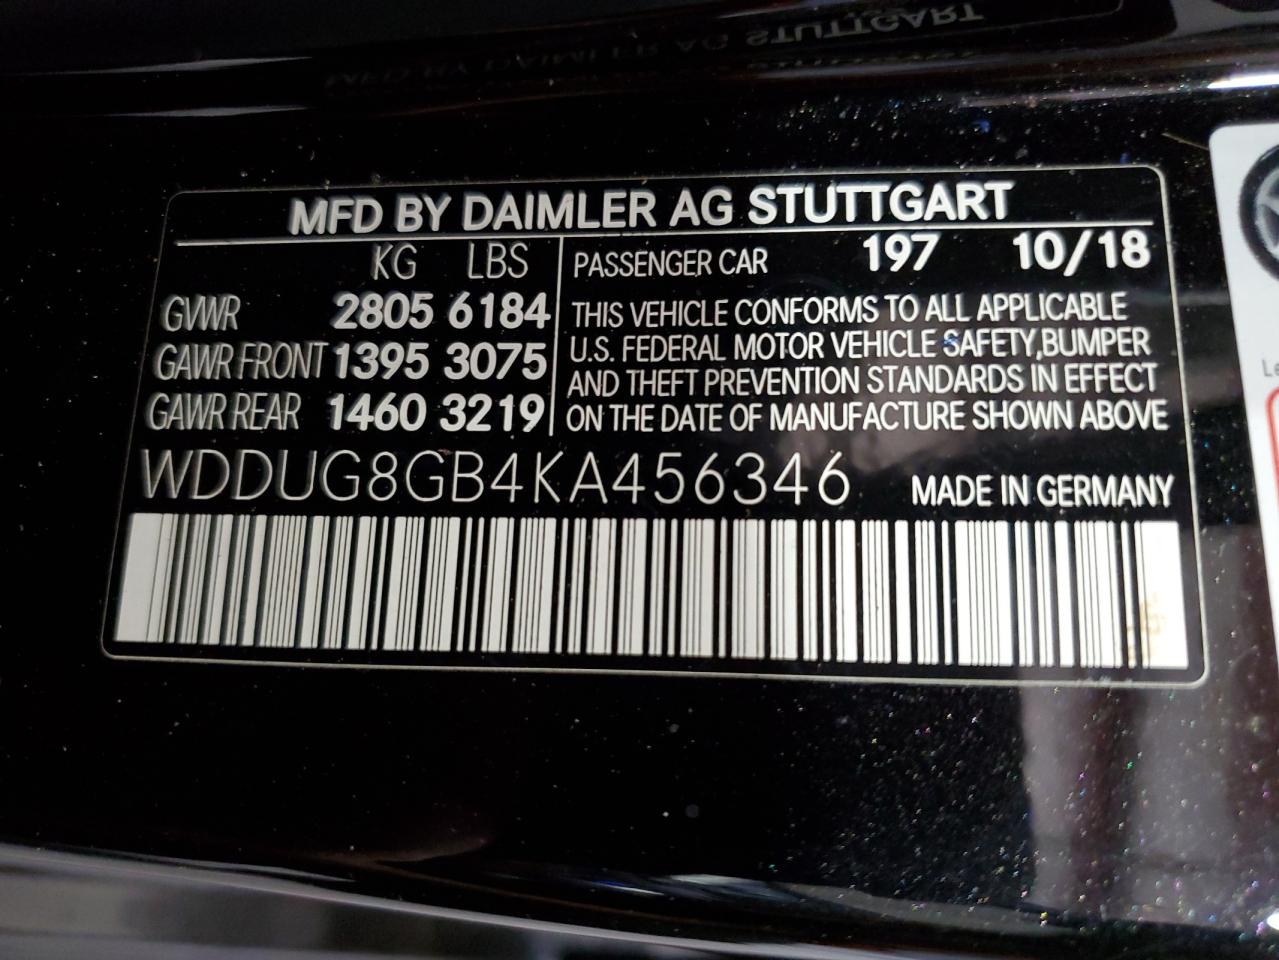 MFD BY DAIMLER AG STUTTGART
KG LBS PASSENGER CAR 197 10/18
GVWR 2805 6184 THIS VEHICLE CONFORMS TO ALL APPLICABLE
U.S. FEDERAL MOTOR VEHICLE SAFETY,BUMPER
GAWR FRONT 1395 3075 AND THEFT PREVENTION STANDARDS IN EFFECT
GAWR REAR 1460 3219 ON THE DATE OF MANUFACTURE SHOWN ABOVE
WDDUG8GB4KA456346 MADE IN GERMANY